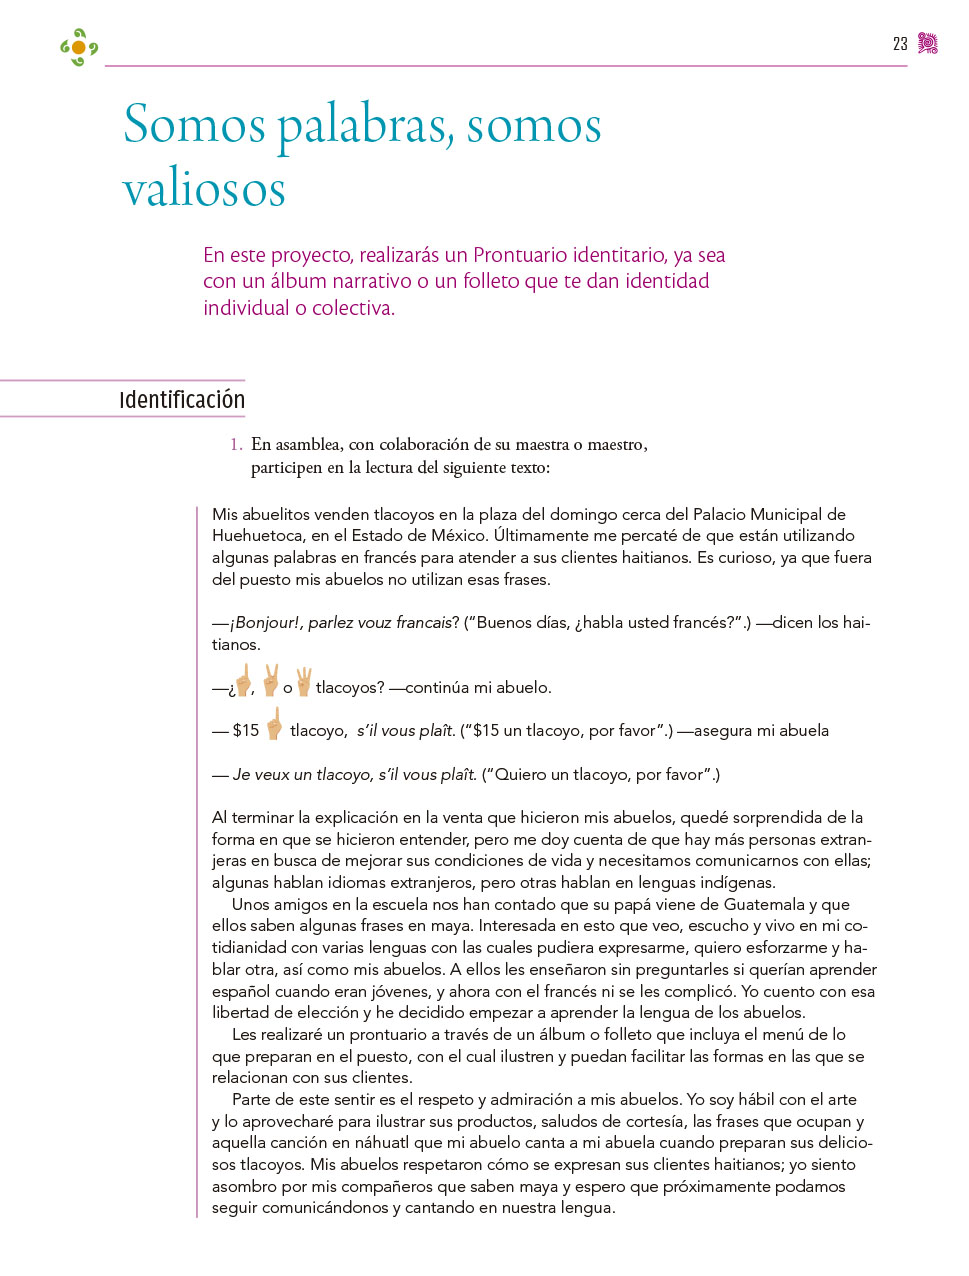 23
Somos palabras, somos
valiosos
En este proyecto, realizarás un Prontuario identitario, ya sea
con un álbum narrativo o un folleto que te dan identidad
individual o colectiva.
Identificación
1. En asamblea, con colaboración de su maestra o maestro,
participen en la lectura del siguiente texto:
Mis abuelitos venden tlacoyos en la plaza del domingo cerca del Palacio Municipal de
Huehuetoca, en el Estado de México. Últimamente me percaté de que están utilizando
algunas palabras en francés para atender a sus clientes haitianos. Es curioso, ya que fuera
del puesto mis abuelos no utilizan esas frases.
—¡Bonjour!, parlez vouz francais? (“Buenos días, ¿habla usted francés?”.) —dicen los hai-
tianos.
—¿ , o tlacoyos? —continúa mi abuelo.
— $15 tlacoyo, s’il vous plaît. (“$15 un tlacoyo, por favor”.) —asegura mi abuela
— Je veux un tlacoyo, s’il vous plaît. (“Quiero un tlacoyo, por favor”.)
Al terminar la explicación en la venta que hicieron mis abuelos, quedé sorprendida de la
forma en que se hicieron entender, pero me doy cuenta de que hay más personas extran-
jeras en busca de mejorar sus condiciones de vida y necesitamos comunicarnos con ellas;
algunas hablan idiomas extranjeros, pero otras hablan en lenguas indígenas.
Unos amigos en la escuela nos han contado que su papá viene de Guatemala y que
ellos saben algunas frases en maya. Interesada en esto que veo, escucho y vivo en mi co-
tidianidad con varias lenguas con las cuales pudiera expresarme, quiero esforzarme y ha-
blar otra, así como mis abuelos. A ellos les enseñaron sin preguntarles si querían aprender
español cuando eran jóvenes, y ahora con el francés ni se les complicó. Yo cuento con esa
libertad de elección y he decidido empezar a aprender la lengua de los abuelos.
Les realizaré un prontuario a través de un álbum o folleto que incluya el menú de lo
que preparan en el puesto, con el cual ilustren y puedan facilitar las formas en las que se
relacionan con sus clientes.
Parte de este sentir es el respeto y admiración a mis abuelos. Yo soy hábil con el arte
y lo aprovecharé para ilustrar sus productos, saludos de cortesía, las frases que ocupan y
aquella canción en náhuatl que mi abuelo canta a mi abuela cuando preparan sus delicio-
sos tlacoyos. Mis abuelos respetaron cómo se expresan sus clientes haitianos; yo siento
asombro por mis compañeros que saben maya y espero que próximamente podamos
seguir comunicándonos y cantando en nuestra lengua.